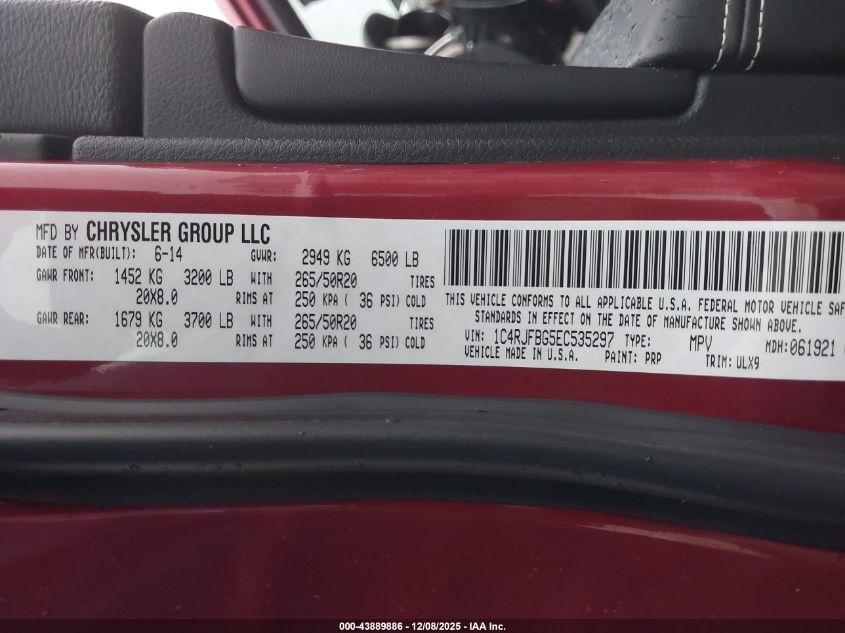 MFD BY CHRYSLER GROUP LLC
DATE OF MFR(BUILT): 6-14 GVWR: 2949 KG 6500 LB
GAWR FRONT: 1452 KG 3200 LB WITH 265/50R20 TIRES
20X8.0 RIMS AT 250 KPA ( 36 PSI) COLD
GAWR REAR: 1679 KG 3700 LB WITH 265/50R20 TIRES
20X8.0 RIMS AT 250 KPA ( 36 PSI) COLD
THIS VEHICLE CONFORMS TO ALL APPLICABLE U.S.A. FEDERAL MOTOR VEHICLE SAF
STANDARDS IN EFFECT ON THE DATE OF MANUFACTURE SHOWN ABOVE.
VIN: 1C4RJFBG5EC535297 TYPE: MPV MDH:061921
VEHICLE MADE IN U.S.A. PAINT: PRP TRIM: ULX9
000-43889886 - 12/08/2025 - IAA Inc.